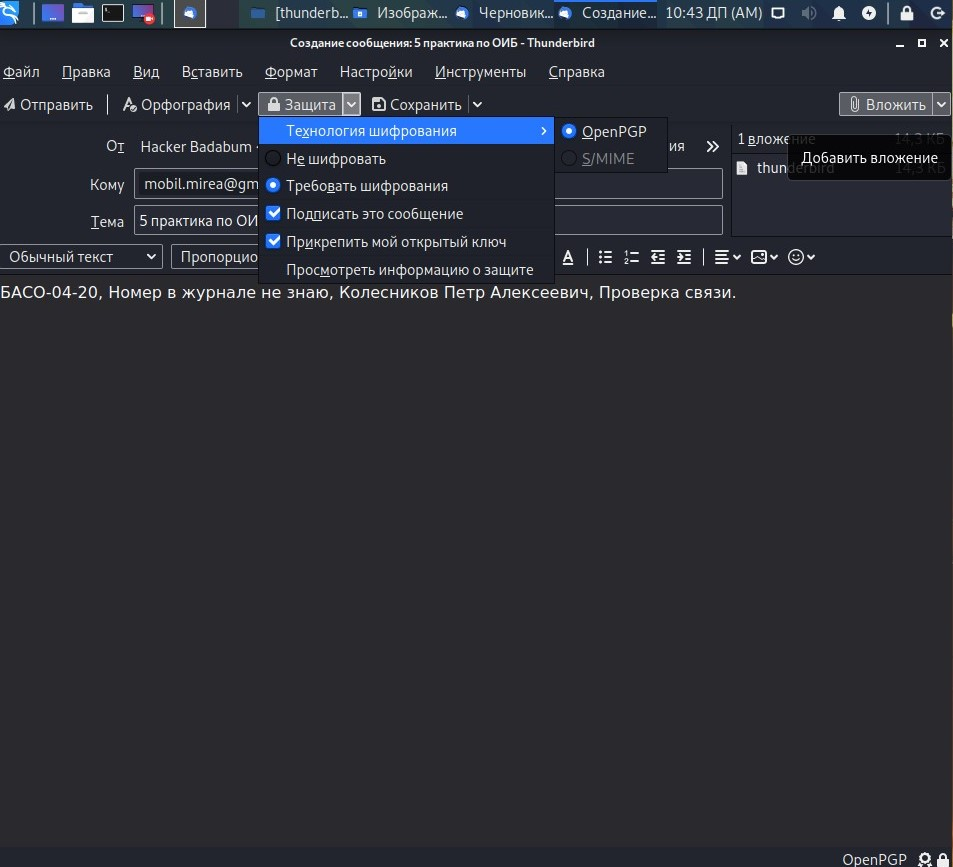 [thunderb... Изображ... Черновик... Создание... 10:43 ДП (AM)
Создание сообщения: 5 практика по ОИБ - Thunderbird
Файл Правка Вид Вставить Формат Настройки Инструменты Справка
Отправить Орфография Защита Сохранить Вложить
Технология шифрования
OpenPGP
S/MIME
Не шифровать
Требовать шифрования
Подписать это сообщение
Прикрепить мой открытый ключ
Просмотреть информацию о защите
От Hacker Badabum ия
1 вложение 14,3 КБ
thunderbird 14,3 КБ
Добавить вложение
Кому mobil.mirea@gm
Тема 5 практика по ОИ
Обычный текст Пропорцио
БАСО-04-20, Номер в журнале не знаю, Колесников Петр Алексеевич, Проверка связи.
OpenPGP